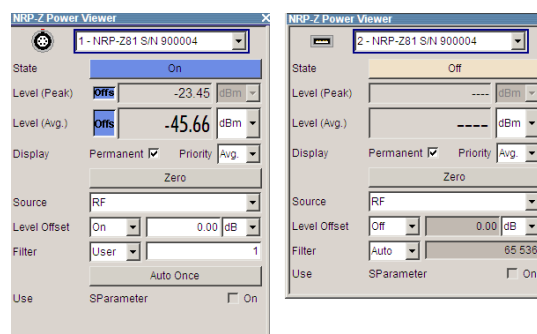 NRP-Z Power Viewer X
1 - NRP-Z81 S/N 900004
State On
Level (Peak) Offs -23.45 dBm
Level (Avg.) Offs -45.66 dBm
Display Permanent Priority Avg.
Zero
Source RF
Level Offset On 0.00 dB
Filter User 1
Auto Once
Use SParameter On
NRP-Z Power Viewer
2 - NRP-Z81 S/N 900004
State Off
Level (Peak) ---- dBm
Level (Avg.) ---- dBm
Display Permanent Priority Avg.
Zero
Source RF
Level Offset Off 0.00 dB
Filter Auto 65 536
Use SParameter On